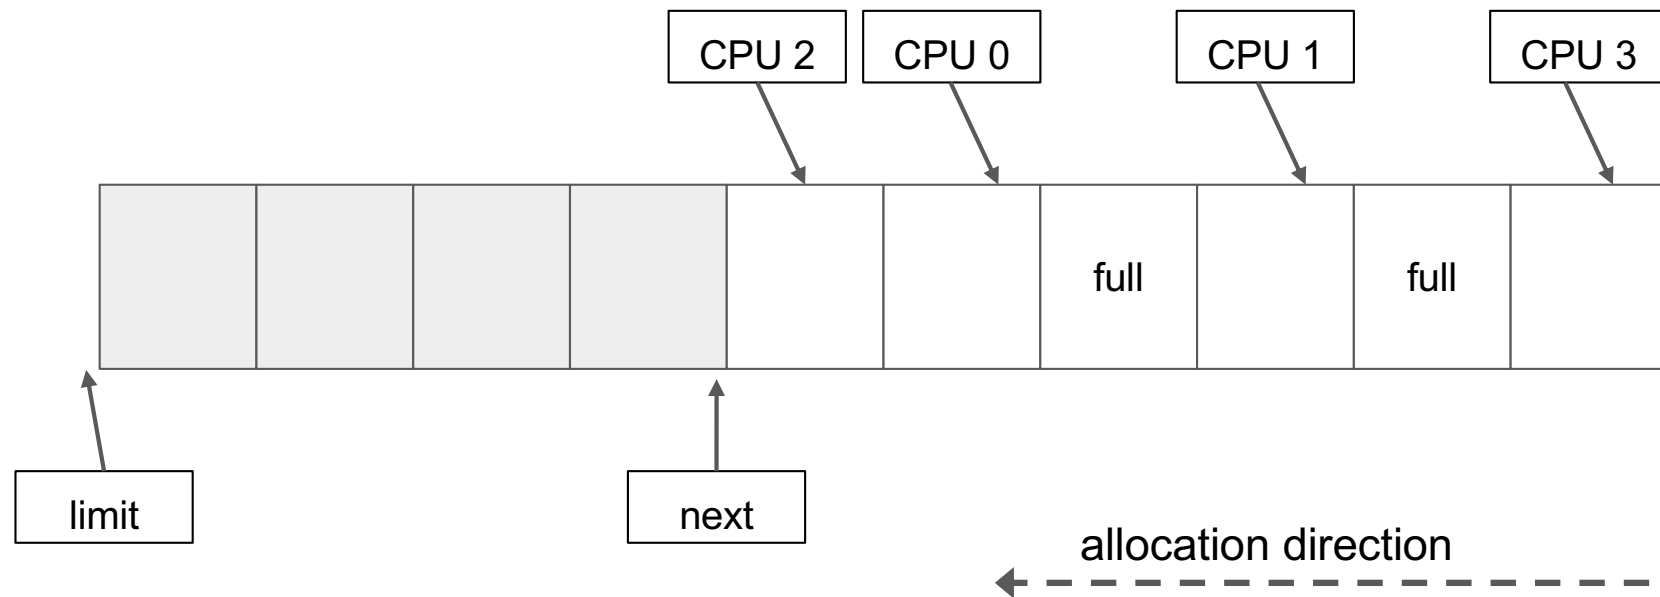 CPU 2
CPU 0
CPU 1
CPU 3
full
full
limit
next
allocation direction